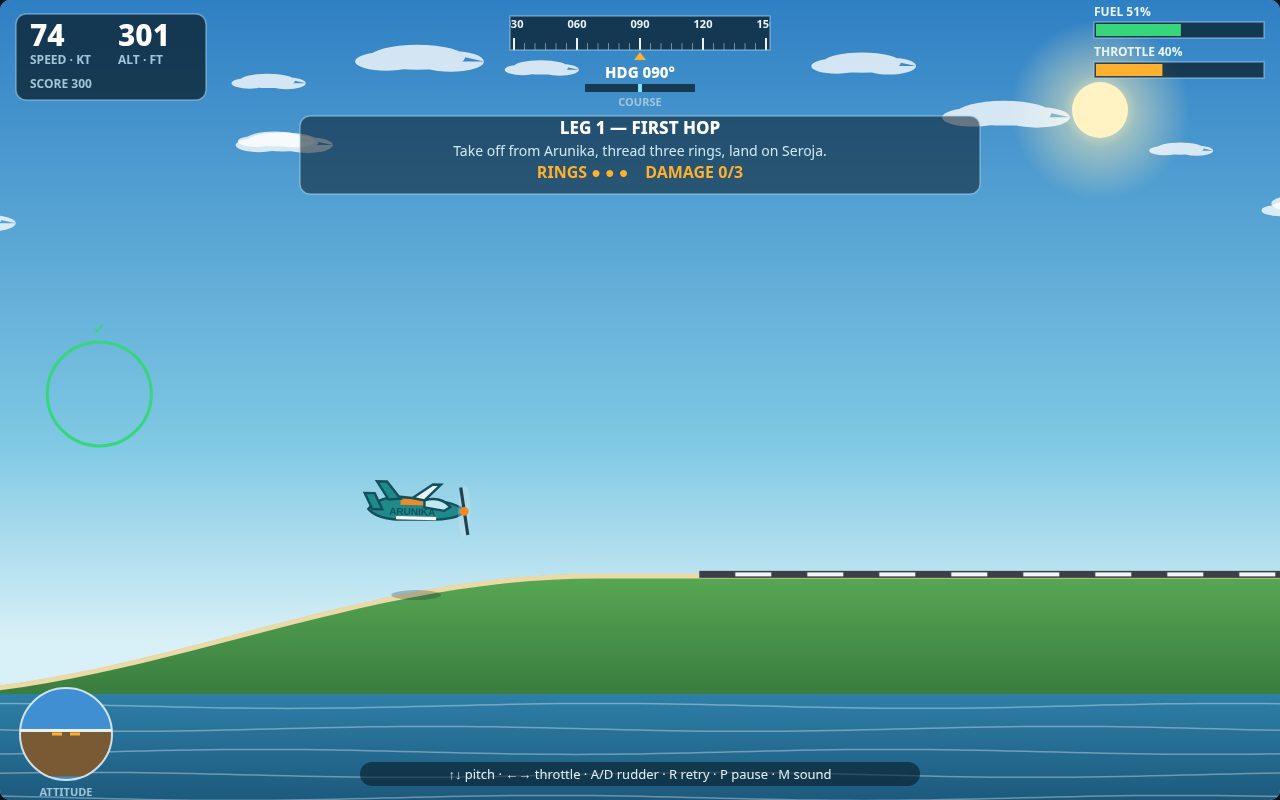 74 301
SPEED · KT ALT · FT
SCORE 300
30 060 090 120 15
HDG 090°
COURSE
FUEL 51%
THROTTLE 40%
LEG 1 — FIRST HOP
Take off from Arunika, thread three rings, land on Seroja.
RINGS ● ● ● DAMAGE 0/3
✓
ARUNIKA
↑↓ pitch · ←→ throttle · A/D rudder · R retry · P pause · M sound
ATTITUDE